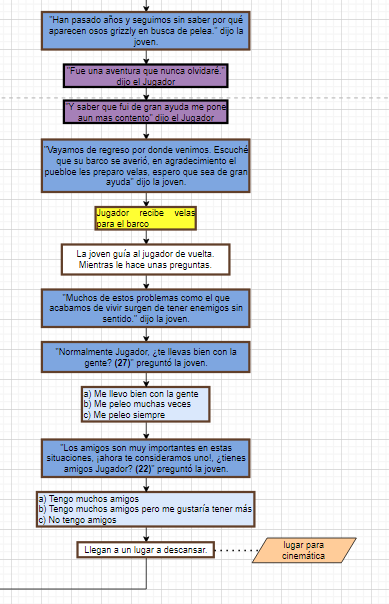 "Han pasado años y seguimos sin saber por qué
aparecen osos grizzly en busca de pelea." dijo la
joven.
"Fue una aventura que nunca olvidaré."
dijo el Jugador
"Y saber que fui de gran ayuda me pone
aun mas contento" dijo el Jugador
"Vayamos de regreso por donde venimos. Escuché
que su barco se averió, en agradecimiento el
puebloe les preparo velas, espero que sea de gran
ayuda" dijo la joven.
Jugador recibe velas
para el barco
La joven guía al jugador de vuelta.
Mientras le hace unas preguntas.
"Muchos de estos problemas como el que
acabamos de vivir surgen de tener enemigos sin
sentido." dijo la joven.
"Normalmente Jugador, ¿te llevas bien con la
gente? (27)" preguntó la joven.
a) Me llevo bien con la gente
b) Me peleo muchas veces
c) Me peleo siempre
"Los amigos son muy importantes en estas
situaciones, ¡ahora te consideramos uno!, ¿tienes
amigos Jugador? (22)" preguntó la joven.
a) Tengo muchos amigos
b) Tengo muchos amigos pero me gustaría tener más
c) No tengo amigos
Llegan a un lugar a descansar.
lugar para
cinemática